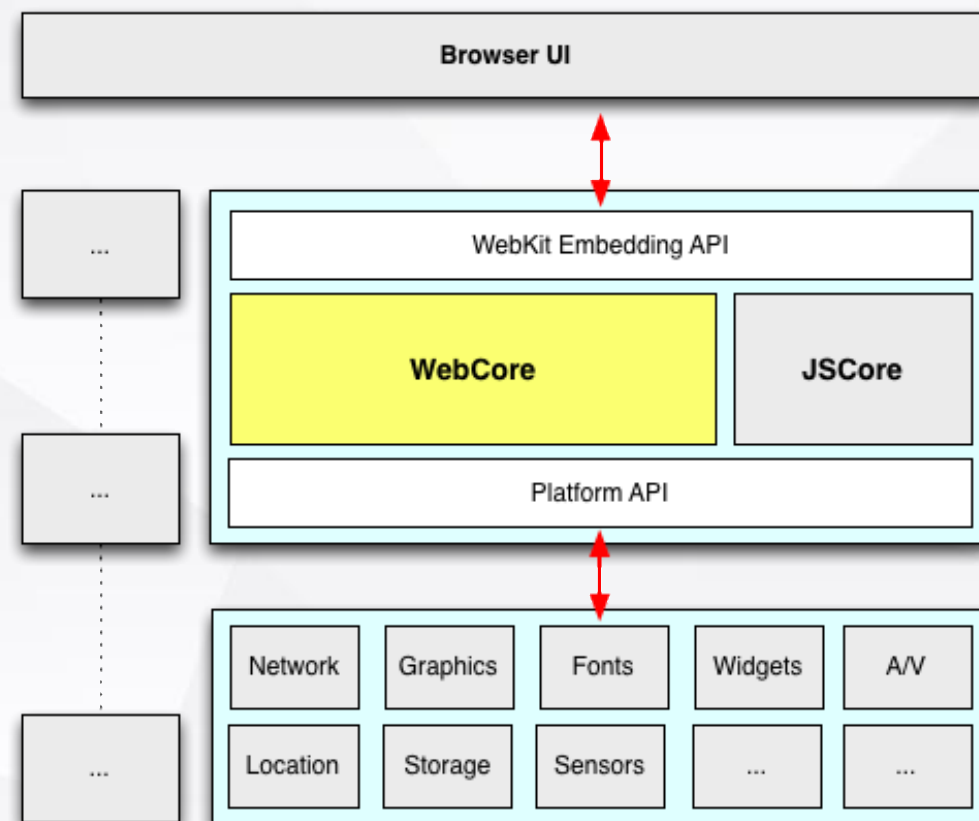 Browser UI
...
WebKit Embedding API
WebCore
JSCore
...
Platform API
Network
Graphics
Fonts
Widgets
A/V
...
Location
Storage
Sensors
...
...